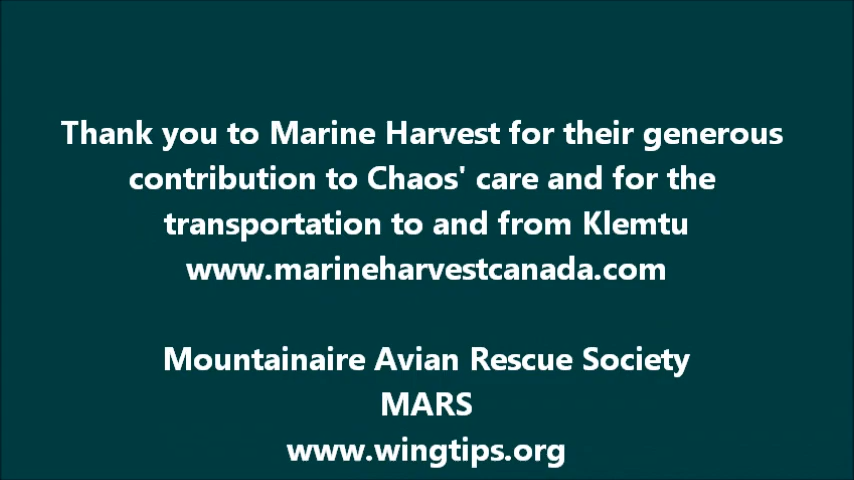 Thank you to Marine Harvest for their generous
contribution to Chaos' care and for the
transportation to and from Klemtu
www.marineharvestcanada.com
Mountainaire Avian Rescue Society
MARS
www.wingtips.org